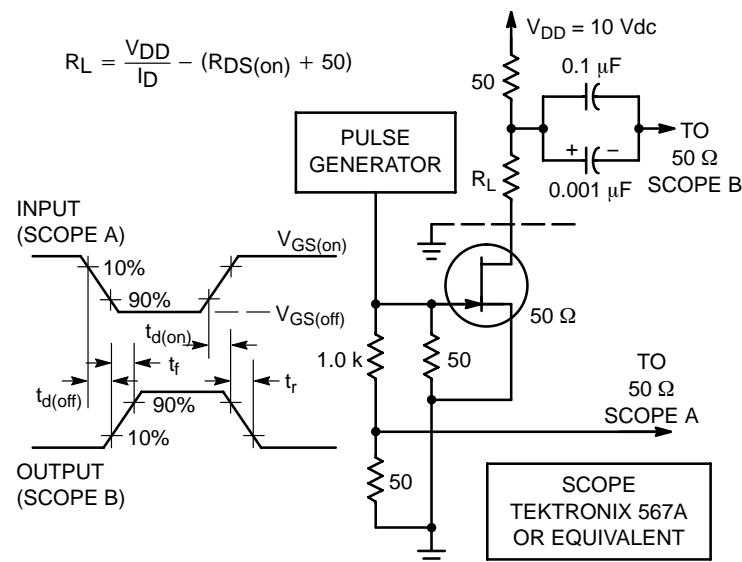 R_L = V_DD / I_D − (R_DS(on) + 50)
V_DD = 10 Vdc
50
0.1 µF
TO
50 Ω
SCOPE B
+ −
0.001 µF
R_L
PULSE
GENERATOR
INPUT
(SCOPE A)
V_GS(on)
10%
90%
V_GS(off)
t_d(on)
t_f
t_r
t_d(off)
90%
10%
OUTPUT
(SCOPE B)
50 Ω
1.0 k
50
TO
50 Ω
SCOPE A
50
SCOPE
TEKTRONIX 567A
OR EQUIVALENT